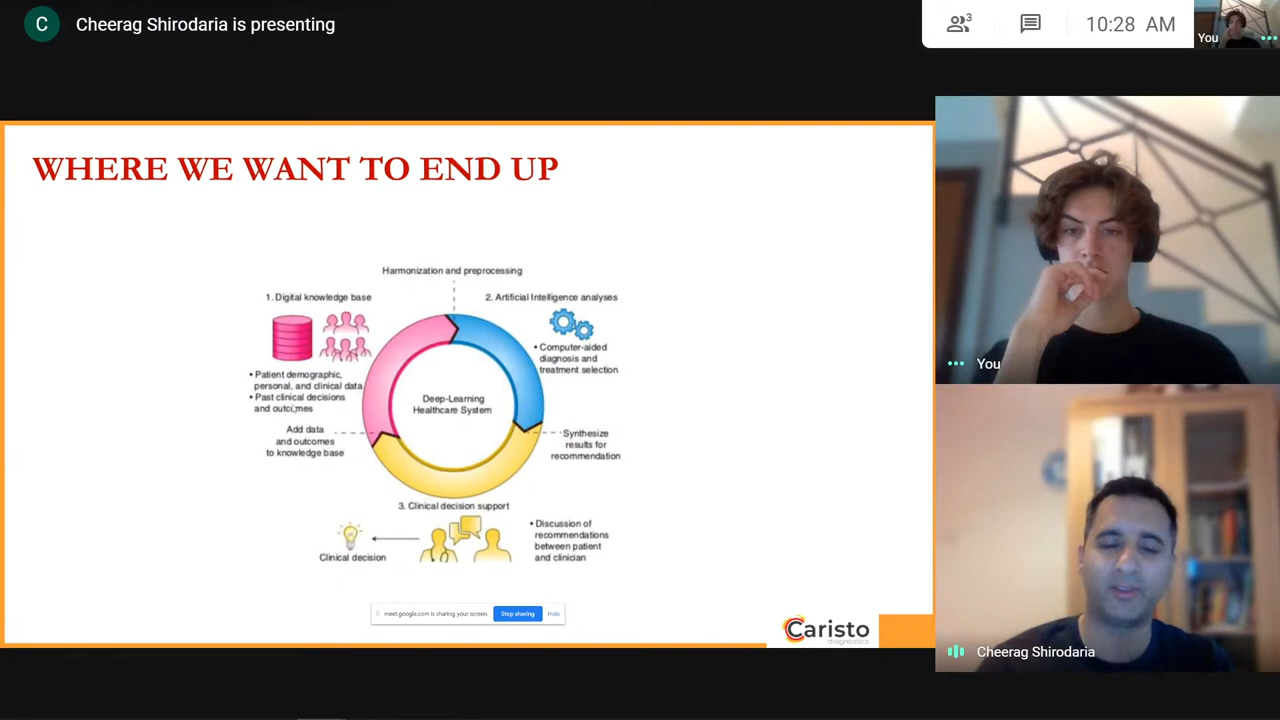 C
Cheerag Shirodaria is presenting
3
10:28 AM
You
WHERE WE WANT TO END UP
Harmonization and preprocessing
1. Digital knowledge base
2. Artificial Intelligence analyses
• Computer-aided
diagnosis and
treatment selection
• Patient demographic,
personal, and clinical data
• Past clinical decisions
and outcomes
Deep-Learning
Healthcare System
Add data
and outcomes
to knowledge base
Synthesize
results for
recommendation
3. Clinical decision support
• Discussion of
recommendations
between patient
and clinician
Clinical decision
meet.google.com is sharing your screen.
Stop sharing
Hide
Caristo
diagnostics
You
Cheerag Shirodaria